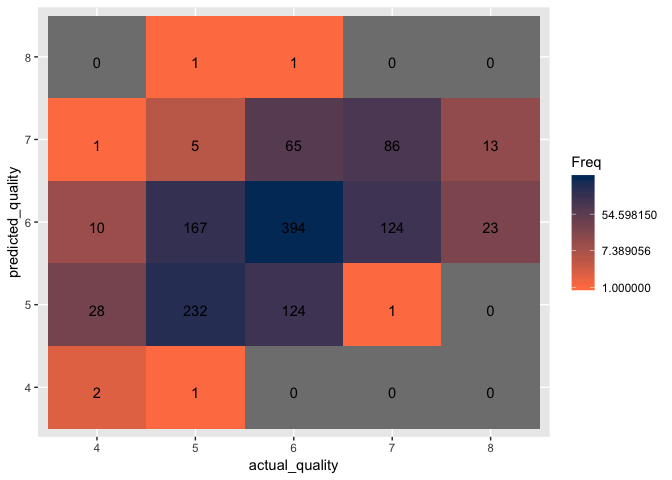 8 0 1 1 0 0
Freq
7 1 5 65 86 13
54.598150
predicted_quality
6 10 167 394 124 23
7.389056
1.000000
5 28 232 124 1 0
4 2 1 0 0 0
4 5 6 7 8
actual_quality